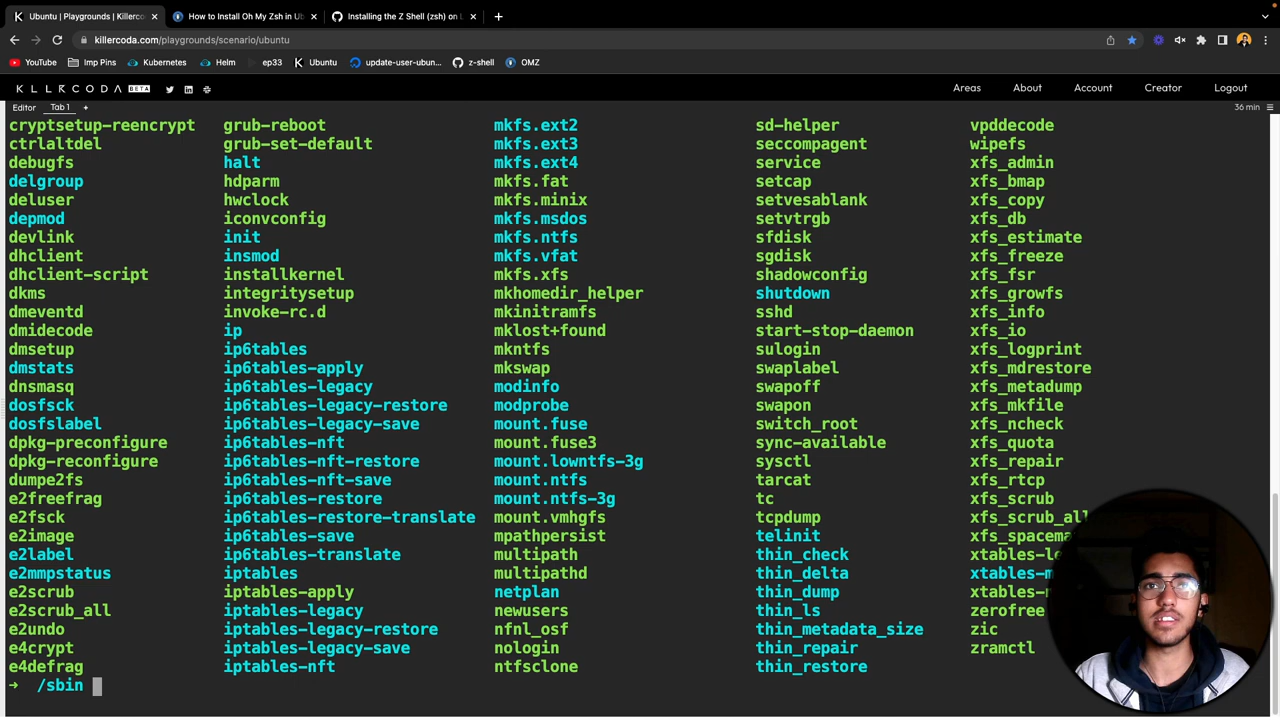 Ubuntu | Playgrounds | Killerco
How to Install Oh My Zsh in Ub
Installing the Z Shell (zsh) on L
killercoda.com/playgrounds/scenario/ubuntu
YouTube Imp Pins Kubernetes Helm ep33 Ubuntu update-user-ubun... z-shell OMZ
KLLRCODA BETA Areas About Account Creator Logout
Editor Tab 1 + 36 min
cryptsetup-reencrypt grub-reboot mkfs.ext2 sd-helper vpddecode
ctrlaltdel grub-set-default mkfs.ext3 seccompagent wipefs
debugfs halt mkfs.ext4 service xfs_admin
delgroup hdparm mkfs.fat setcap xfs_bmap
deluser hwclock mkfs.minix setvesablank xfs_copy
depmod iconvconfig mkfs.msdos setvtrgb xfs_db
devlink init mkfs.ntfs sfdisk xfs_estimate
dhclient insmod mkfs.vfat sgdisk xfs_freeze
dhclient-script installkernel mkfs.xfs shadowconfig xfs_fsr
dkms integritysetup mkhomedir_helper shutdown xfs_growfs
dmeventd invoke-rc.d mkinitramfs sshd xfs_info
dmidecode ip mklost+found start-stop-daemon xfs_io
dmsetup ip6tables mkntfs sulogin xfs_logprint
dmstats ip6tables-apply mkswap swaplabel xfs_mdrestore
dnsmasq ip6tables-legacy modinfo swapoff xfs_metadump
dosfsck ip6tables-legacy-restore modprobe swapon xfs_mkfile
dosfslabel ip6tables-legacy-save mount.fuse switch_root xfs_ncheck
dpkg-preconfigure ip6tables-nft mount.fuse3 sync-available xfs_quota
dpkg-reconfigure ip6tables-nft-restore mount.lowntfs-3g sysctl xfs_repair
dumpe2fs ip6tables-nft-save mount.ntfs tarcat xfs_rtcp
e2freefrag ip6tables-restore mount.ntfs-3g tc xfs_scrub
e2fsck ip6tables-restore-translate mount.vmhgfs tcpdump xfs_scrub_all
e2image ip6tables-save mpathpersist telinit xfs_spacema
e2label ip6tables-translate multipath thin_check xtables-le
e2mmpstatus iptables multipathd thin_delta xtables-m
e2scrub iptables-apply netplan thin_dump xtables-
e2scrub_all iptables-legacy newusers thin_ls zerofree
e2undo iptables-legacy-restore nfnl_osf thin_metadata_size zic
e4crypt iptables-legacy-save nologin thin_repair zramctl
e4defrag iptables-nft ntfsclone thin_restore
→ /sbin